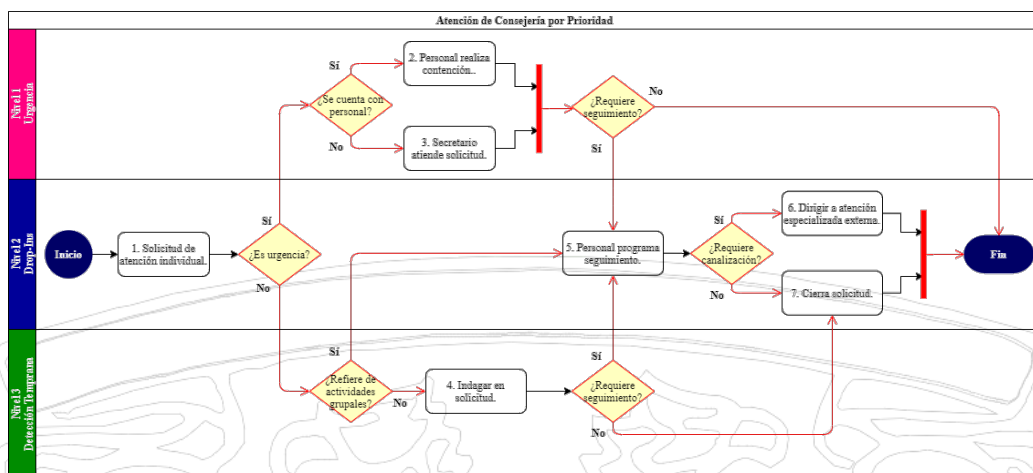 Atención de Consejería por Prioridad
Nivel 1
Urgencia
Sí
2. Personal realiza
contención..
¿Se cuenta con
personal?
No
3. Secretario
atiende solicitud.
¿Requiere
seguimiento?
No
Sí
Nivel 2
Drop-Ins
Inicio
1. Solicitud de
atención individual.
Sí
¿Es urgencia?
No
5. Personal programa
seguimiento.
Sí
¿Requiere
canalización?
No
6. Dirigir a atención
especializada externa.
7. Cierra solicitud.
Fin
Nivel 3
Detección Temprana
Sí
¿Refiere de
actividades
grupales?
No
4. Indagar en
solicitud.
Sí
¿Requiere
seguimiento?
No